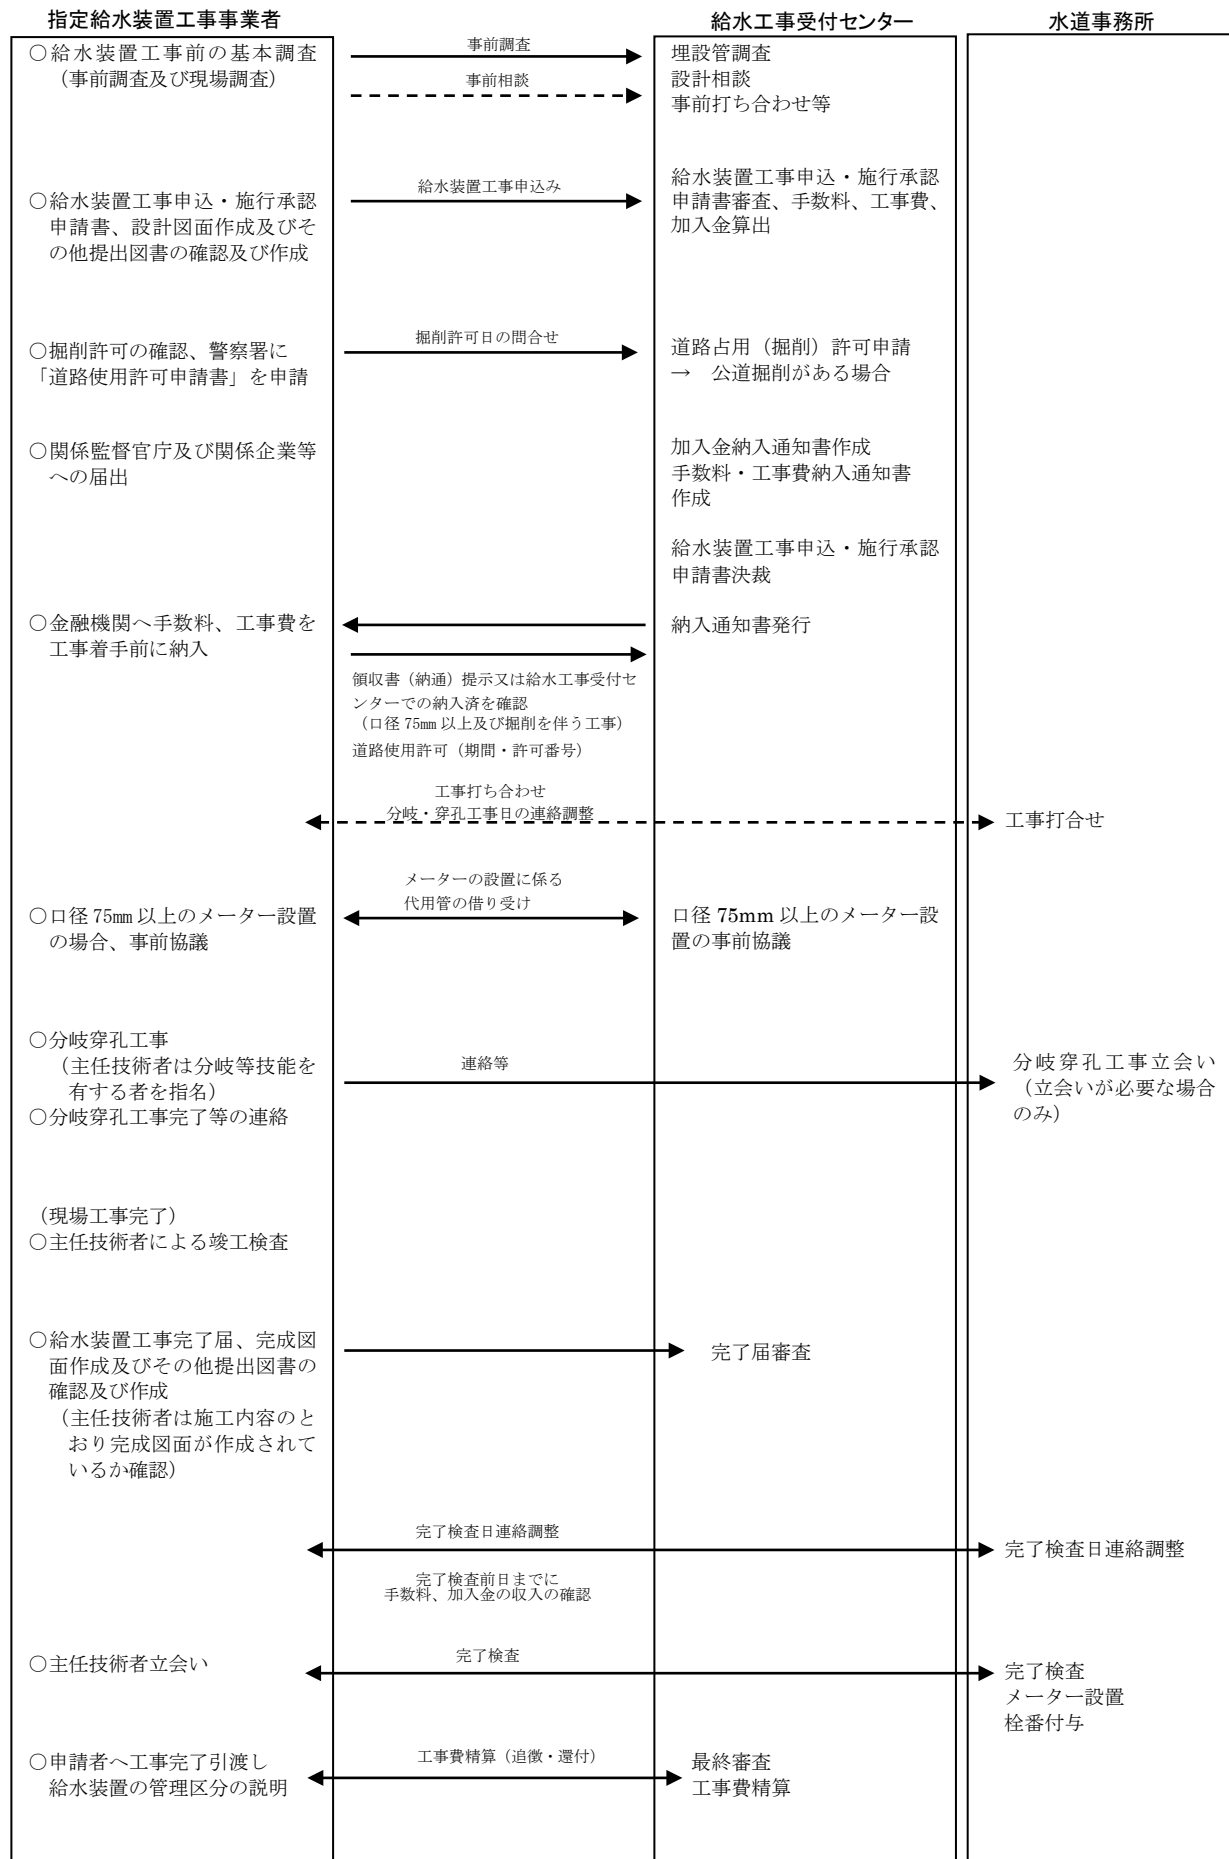 指定給水装置工事事業者
給水工事受付センター
水道事務所
○給水装置工事前の基本調査
（事前調査及び現場調査）
事前調査
事前相談
埋設管調査
設計相談
事前打ち合わせ等
○給水装置工事申込・施行承認
申請書、設計図面作成及びそ
の他提出図書の確認及び作成
給水装置工事申込み
給水装置工事申込・施行承認
申請書審査、手数料、工事費、
加入金算出
○掘削許可の確認、警察署に
「道路使用許可申請書」を申請
掘削許可日の問合せ
道路占用（掘削）許可申請
→　公道掘削がある場合
○関係監督官庁及び関係企業等
への届出
加入金納入通知書作成
手数料・工事費納入通知書
作成
給水装置工事申込・施行承認
申請書決裁
○金融機関へ手数料、工事費を
工事着手前に納入
納入通知書発行
領収書（納通）提示又は給水工事受付セ
ンターでの納入済を確認
（口径 75㎜ 以上及び掘削を伴う工事）
道路使用許可（期間・許可番号）
工事打ち合わせ
分岐・穿孔工事日の連絡調整
工事打合せ
○口径 75㎜ 以上のメーター設置
の場合、事前協議
メーターの設置に係る
代用管の借り受け
口径 75mm 以上のメーター設
置の事前協議
○分岐穿孔工事
（主任技術者は分岐等技能を
有する者を指名）
○分岐穿孔工事完了等の連絡
連絡等
分岐穿孔工事立会い
（立会いが必要な場合
のみ）
（現場工事完了）
○主任技術者による竣工検査
○給水装置工事完了届、完成図
面作成及びその他提出図書の
確認及び作成
（主任技術者は施工内容のと
おり完成図面が作成されて
いるか確認）
完了届審査
完了検査日連絡調整
完了検査日連絡調整
完了検査前日までに
手数料、加入金の収入の確認
○主任技術者立会い
完了検査
完了検査
メーター設置
栓番付与
○申請者へ工事完了引渡し
給水装置の管理区分の説明
工事費精算（追徴・還付）
最終審査
工事費精算